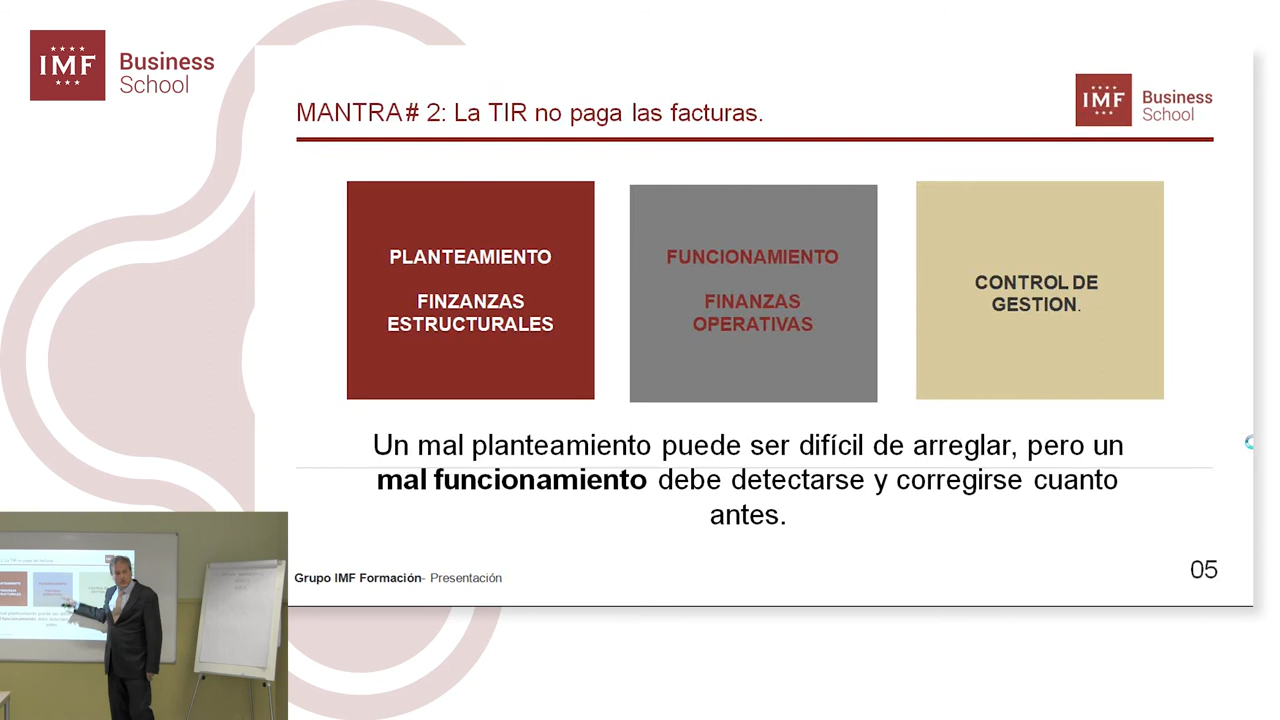 IMF Business
School
MANTRA# 2: La TIR no paga las facturas.
IMF Business
School
PLANTEAMIENTO
FINZANZAS
ESTRUCTURALES
FUNCIONAMIENTO
FINANZAS
OPERATIVAS
CONTROL DE
GESTION.
Un mal planteamiento puede ser difícil de arreglar, pero un
mal funcionamiento debe detectarse y corregirse cuanto
antes.
Grupo IMF Formación- Presentación
05